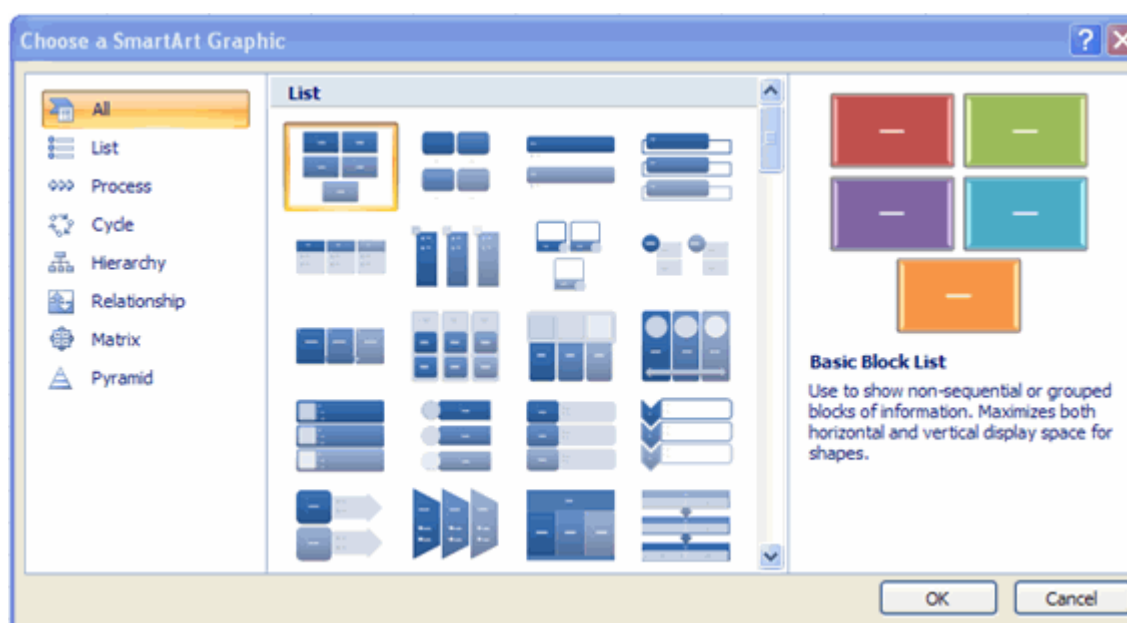 Choose a SmartArt Graphic
?
All
List
Process
Cycle
Hierarchy
Relationship
Matrix
Pyramid
List
Basic Block List
Use to show non-sequential or grouped
blocks of information. Maximizes both
horizontal and vertical display space for
shapes.
OK
Cancel